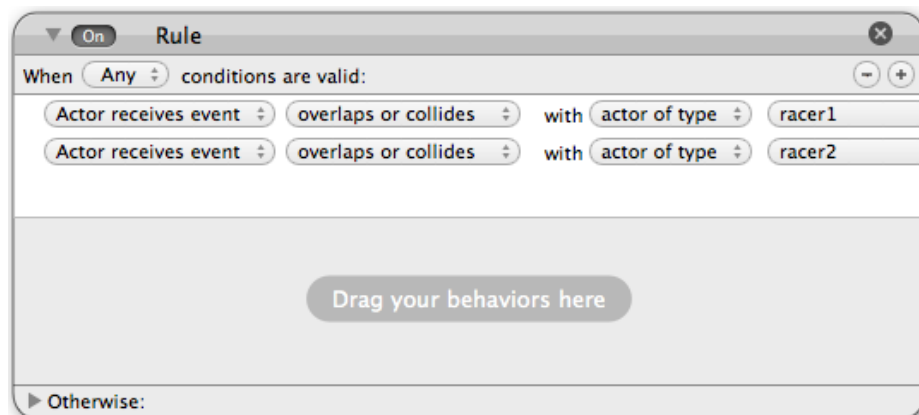 On Rule
When Any conditions are valid:
Actor receives event overlaps or collides with actor of type racer1
Actor receives event overlaps or collides with actor of type racer2
Drag your behaviors here
Otherwise: